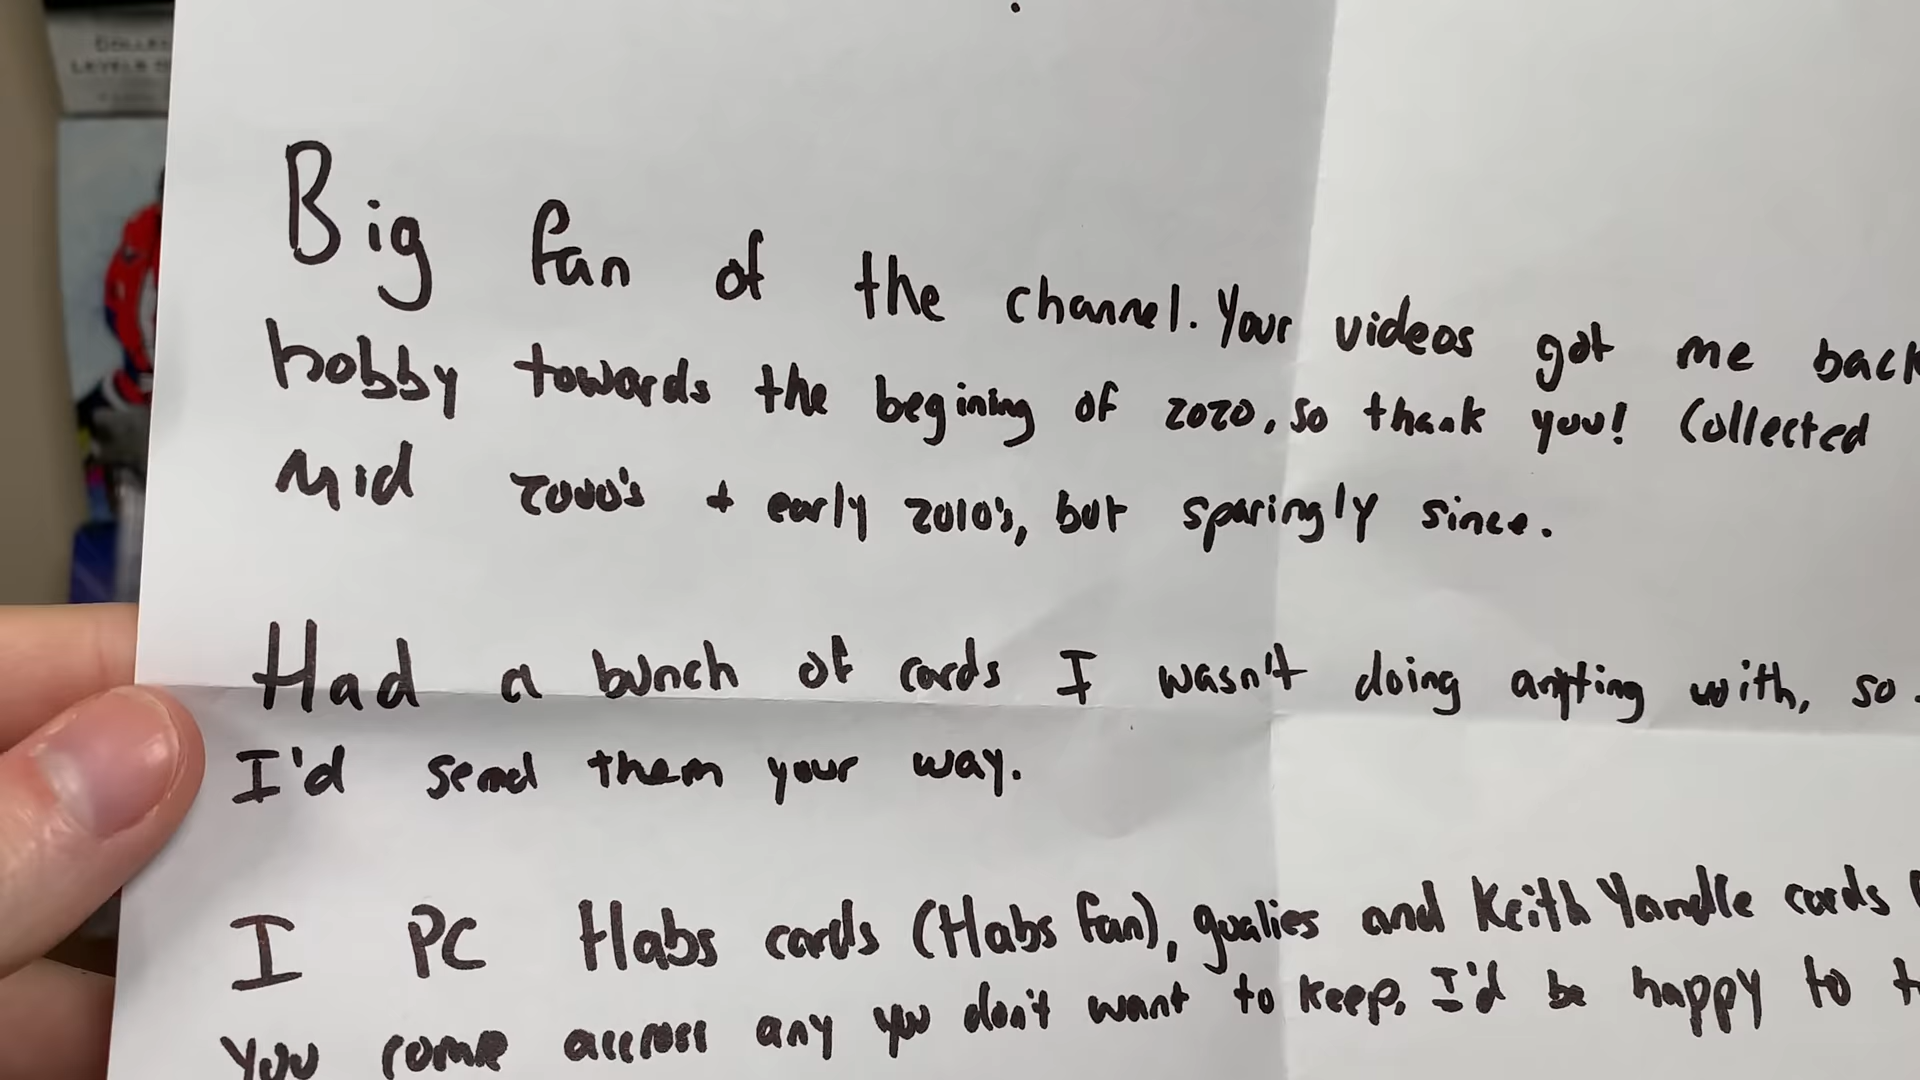 COLLEC
LEVELS O
Big fan of the channel. Your videos got me back
hobby towards the begining of 2020, so thank you! Collected
mid 2000's + early 2010's, but sparingly since.
Had a bunch of cards I wasn't doing anyting with, so
I'd send them your way.
I PC Habs cards (Habs fan), goalies and Keith Yandle cards
you come accross any you don't want to keep, I'd be happy to